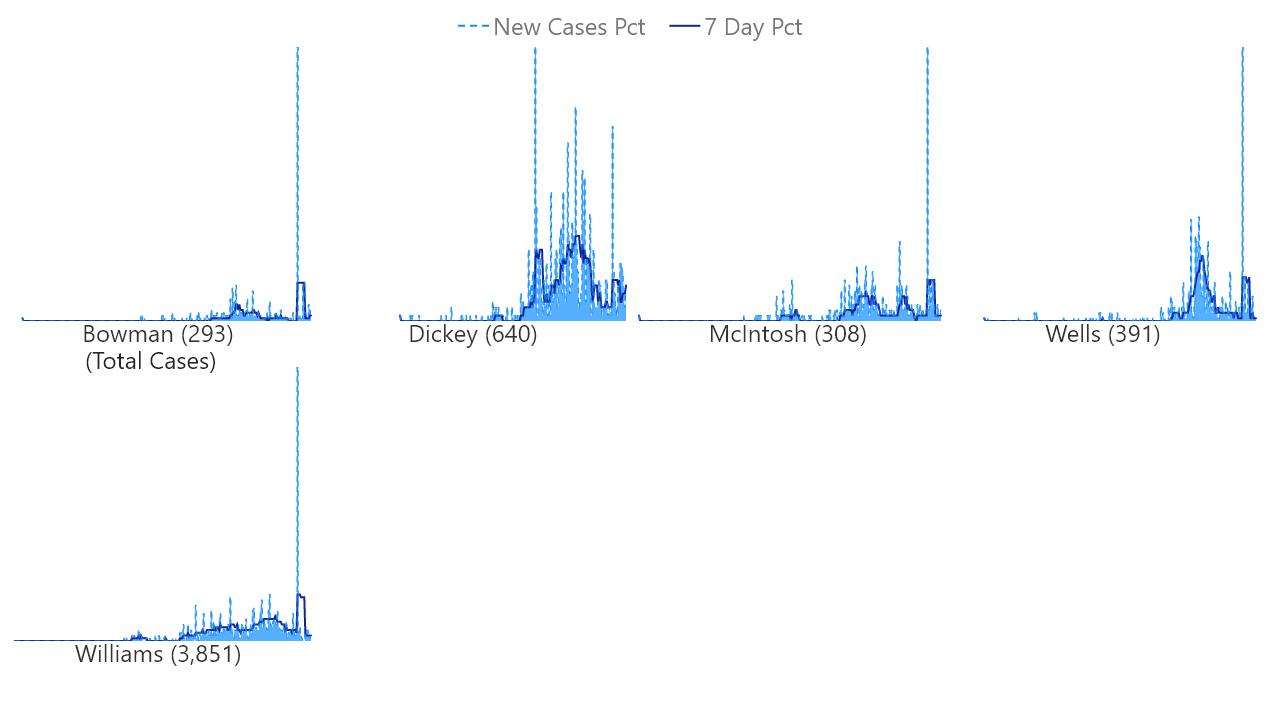 New Cases Pct 7 Day Pct
Bowman (293) Dickey (640) McIntosh (308) Wells (391)
(Total Cases)
Williams (3,851)